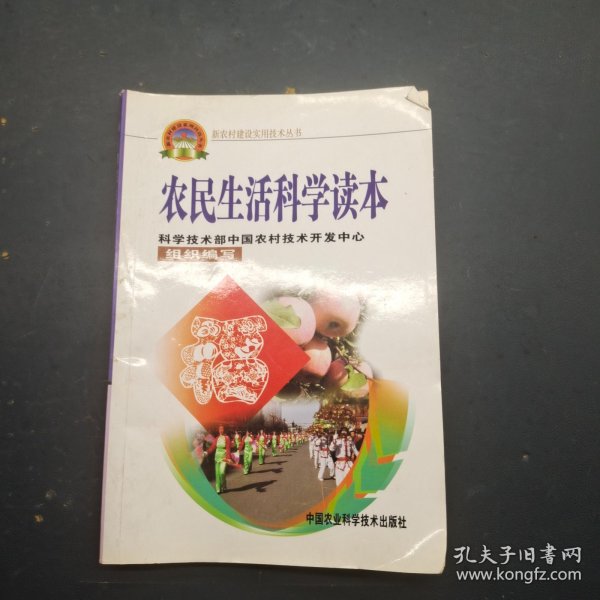 新农村建设实用技术丛书
农民生活科学读本
科学技术部中国农村技术开发中心
组织编写
中国农业科学技术出版社
孔夫子旧书网
www.kongfz.com